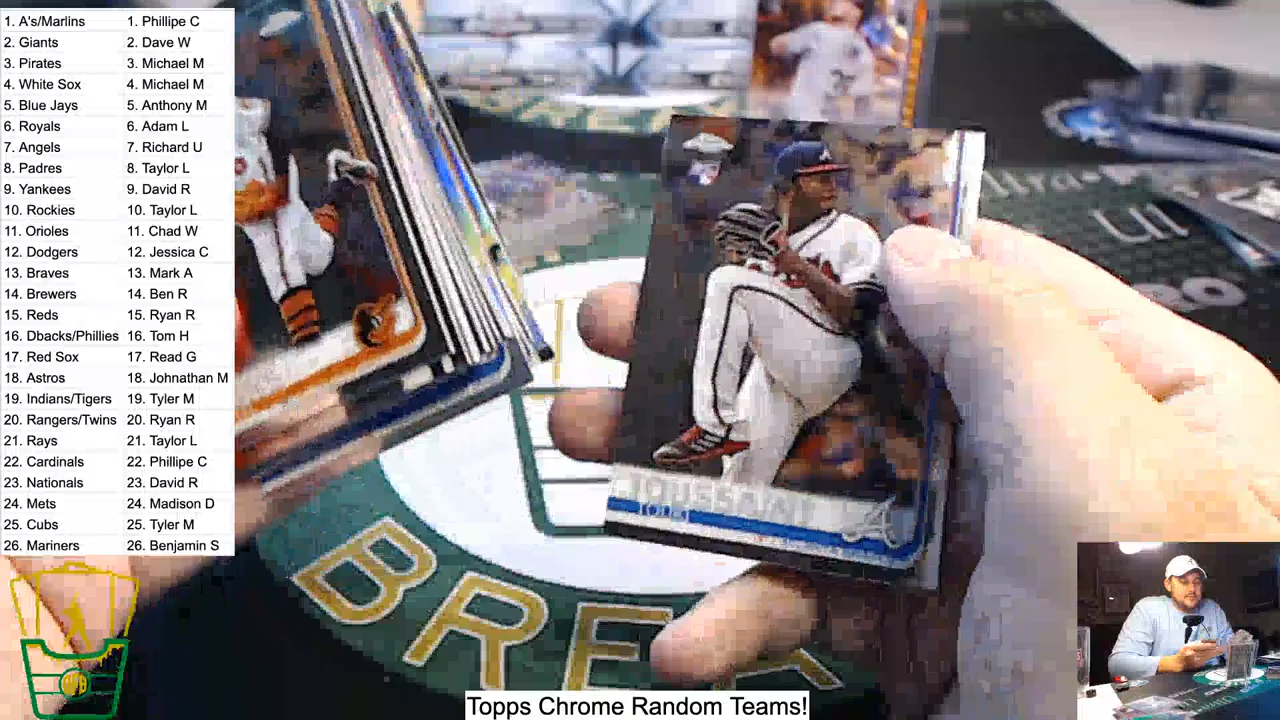 1. A's/Marlins 1. Phillipe C
2. Giants 2. Dave W
3. Pirates 3. Michael M
4. White Sox 4. Michael M
5. Blue Jays 5. Anthony M
6. Royals 6. Adam L
7. Angels 7. Richard U
8. Padres 8. Taylor L
9. Yankees 9. David R
10. Rockies 10. Taylor L
11. Orioles 11. Chad W
12. Dodgers 12. Jessica C
13. Braves 13. Mark A
14. Brewers 14. Ben R
15. Reds 15. Ryan R
16. Dbacks/Phillies 16. Tom H
17. Red Sox 17. Read G
18. Astros 18. Johnathan M
19. Indians/Tigers 19. Tyler M
20. Rangers/Twins 20. Ryan R
21. Rays 21. Taylor L
22. Cardinals 22. Phillipe C
23. Nationals 23. David R
24. Mets 24. Madison D
25. Cubs 25. Tyler M
26. Mariners 26. Benjamin S
TOUSSAINT
TOUKI
A
BRE
Topps Chrome Random Teams!